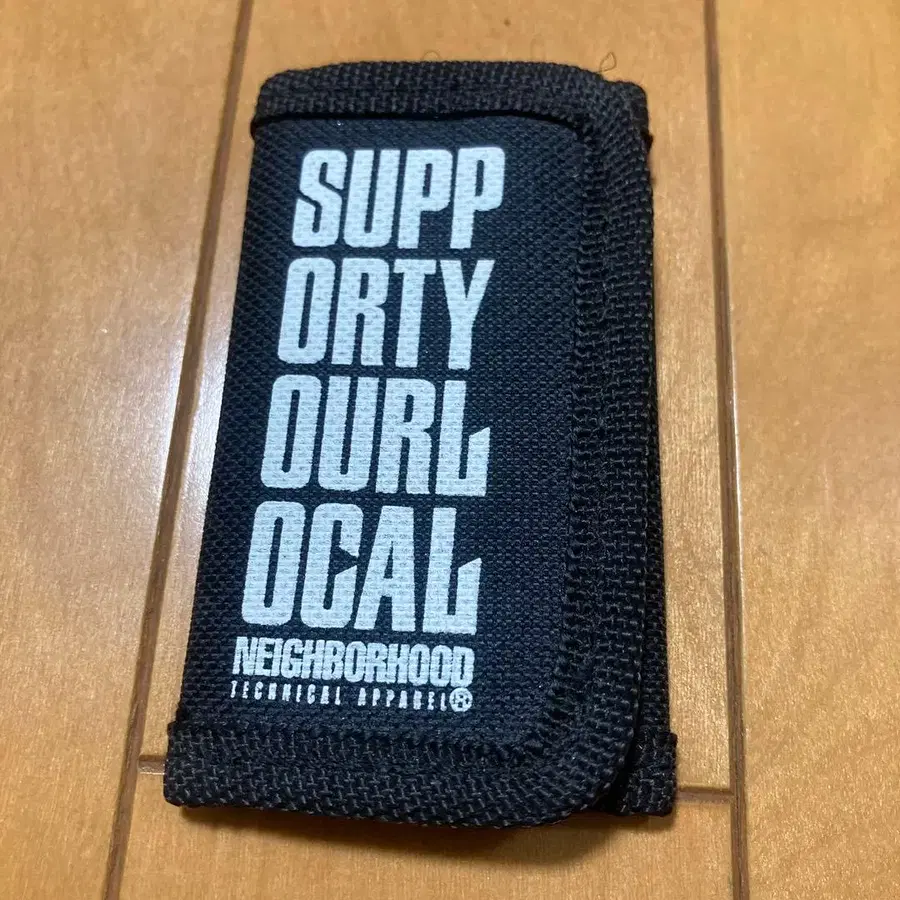 SUPP
ORTY
OURL
OCAL
NEIGHBORHOOD
TECHNICAL APPAREL